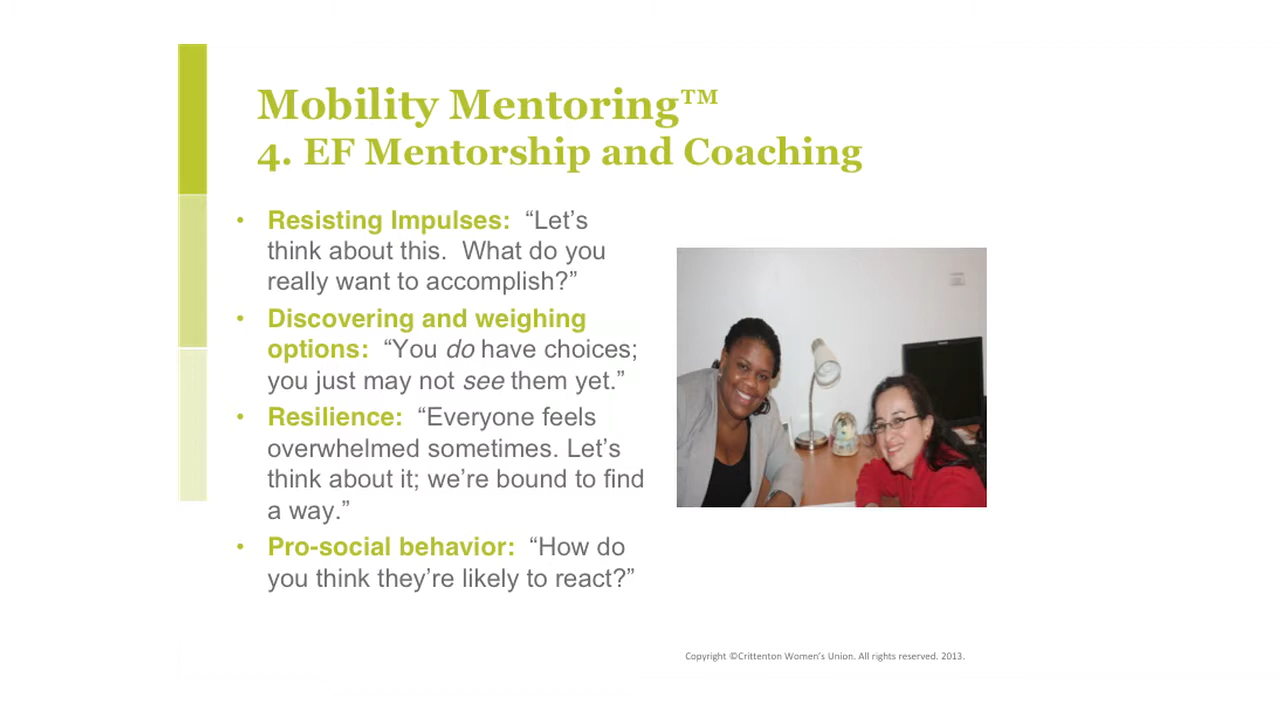 Mobility Mentoring™
4. EF Mentorship and Coaching
• Resisting Impulses:  “Let’s
think about this.  What do you
really want to accomplish?”
• Discovering and weighing
options:  “You do have choices;
you just may not see them yet.”
• Resilience:  “Everyone feels
overwhelmed sometimes. Let’s
think about it; we’re bound to find
a way.”
• Pro-social behavior:  “How do
you think they’re likely to react?”
Copyright ©Crittenton Women’s Union. All rights reserved. 2013.